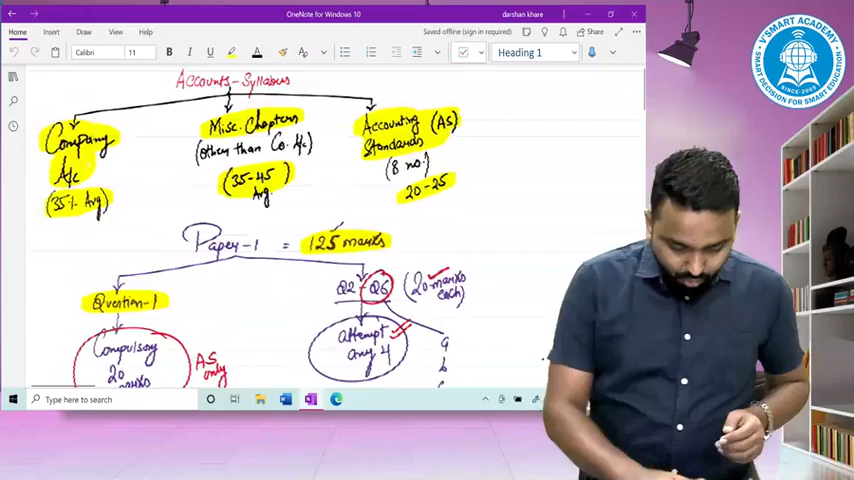 OneNote for Windows 10
darshan khare
Home
Insert
Draw
View
Help
Saved offline (sign in required)
Share
Calibri
11
B
I
U
A
Heading 1
Accounts-Syllabus
Company
A/c
(35% Avg)
Misc. Chapters
(other than Co. A/c)
(35-45)
Avg.
Accounting (AS)
Standards
(8 no.)
20-25
Paper-1 = 125 marks
Question-1
Q2 - Q6 (20 marks
each)
Compulsory
20
marks
AS
only
Attempt
any 4
a
b
c
Type here to search
V'SMART ACADEMY
SINCE-2005
SMART DECISION FOR SMART EDUCATION